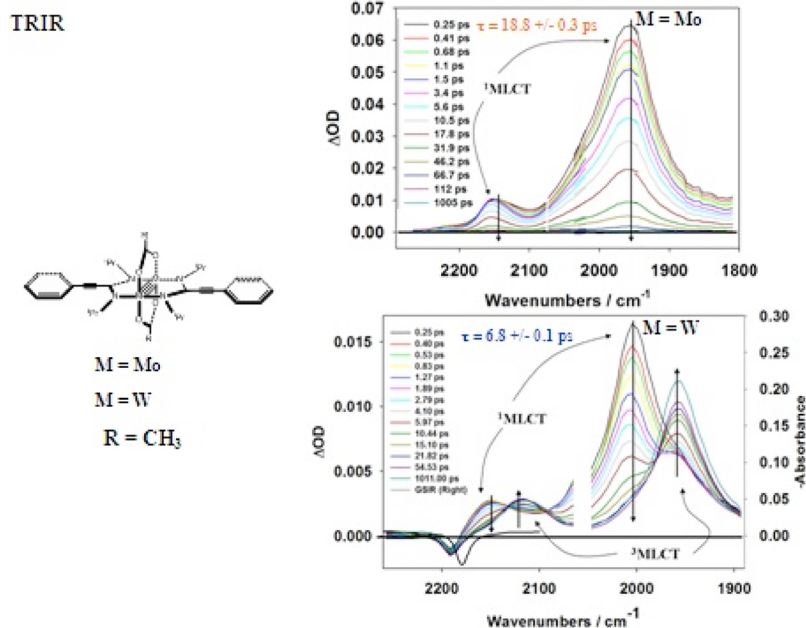 TRIR
0.07
0.06
0.05
0.04
0.03
0.02
0.01
0.00
ΔOD
0.25 ps
0.41 ps
0.68 ps
1.1 ps
1.5 ps
3.4 ps
5.6 ps
10.5 ps
17.8 ps
31.9 ps
46.2 ps
66.7 ps
112 ps
1005 ps
τ = 18.8 +/- 0.3 ps
M = Mo
¹MLCT
2200 2100 2000 1900 1800
Wavenumbers / cm⁻¹
M = Mo
M = W
R = CH₃
0.015
0.010
0.005
0.000
ΔOD
0.25 ps
0.40 ps
0.53 ps
0.83 ps
1.27 ps
1.89 ps
2.79 ps
4.10 ps
5.97 ps
10.44 ps
15.10 ps
21.82 ps
54.53 ps
1011.00 ps
GSIR (Right)
τ = 6.8 +/- 0.1 ps
M = W
¹MLCT
³MLCT
0.30
0.25
0.20
0.15
0.10
0.05
0.00
-Absorbance
2200 2100 2000 1900
Wavenumbers / cm⁻¹